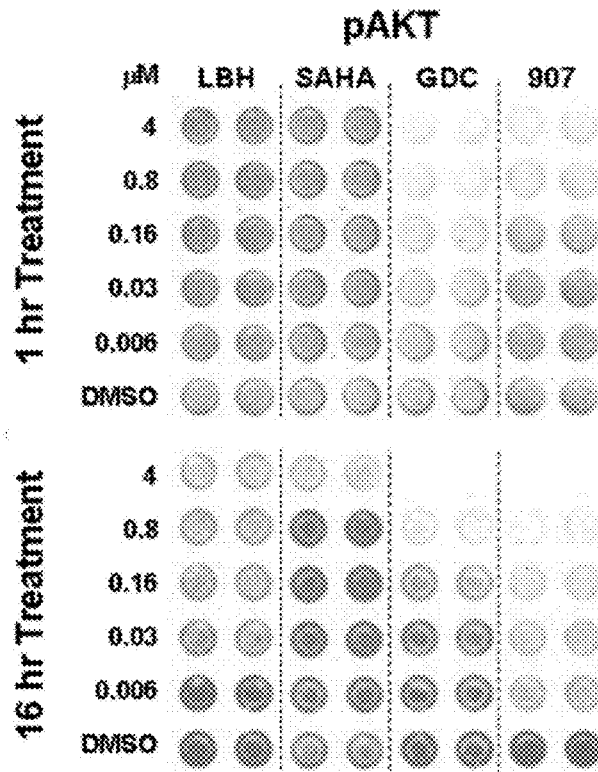 pAKT
µM LBH SAHA GDC 907
1 hr Treatment
4
0.8
0.16
0.03
0.006
DMSO
16 hr Treatment
4
0.8
0.16
0.03
0.006
DMSO